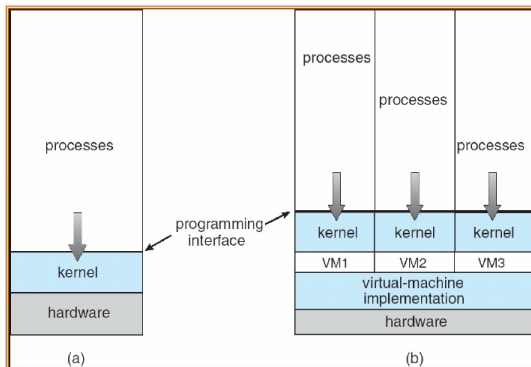 processes
kernel
hardware
(a)
programming
interface
processes
processes
processes
kernel
kernel
kernel
VM1
VM2
VM3
virtual-machine
implementation
hardware
(b)